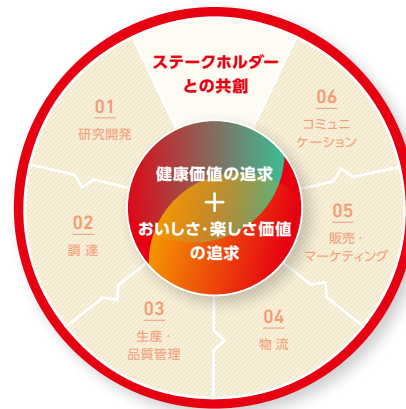 ステークホルダー
との共創
01
研究開発
02
調達
03
生産・
品質管理
04
物流
05
販売・
マーケティング
06
コミュニ
ケーション
健康価値の追求
+
おいしさ・楽しさ価値
の追求